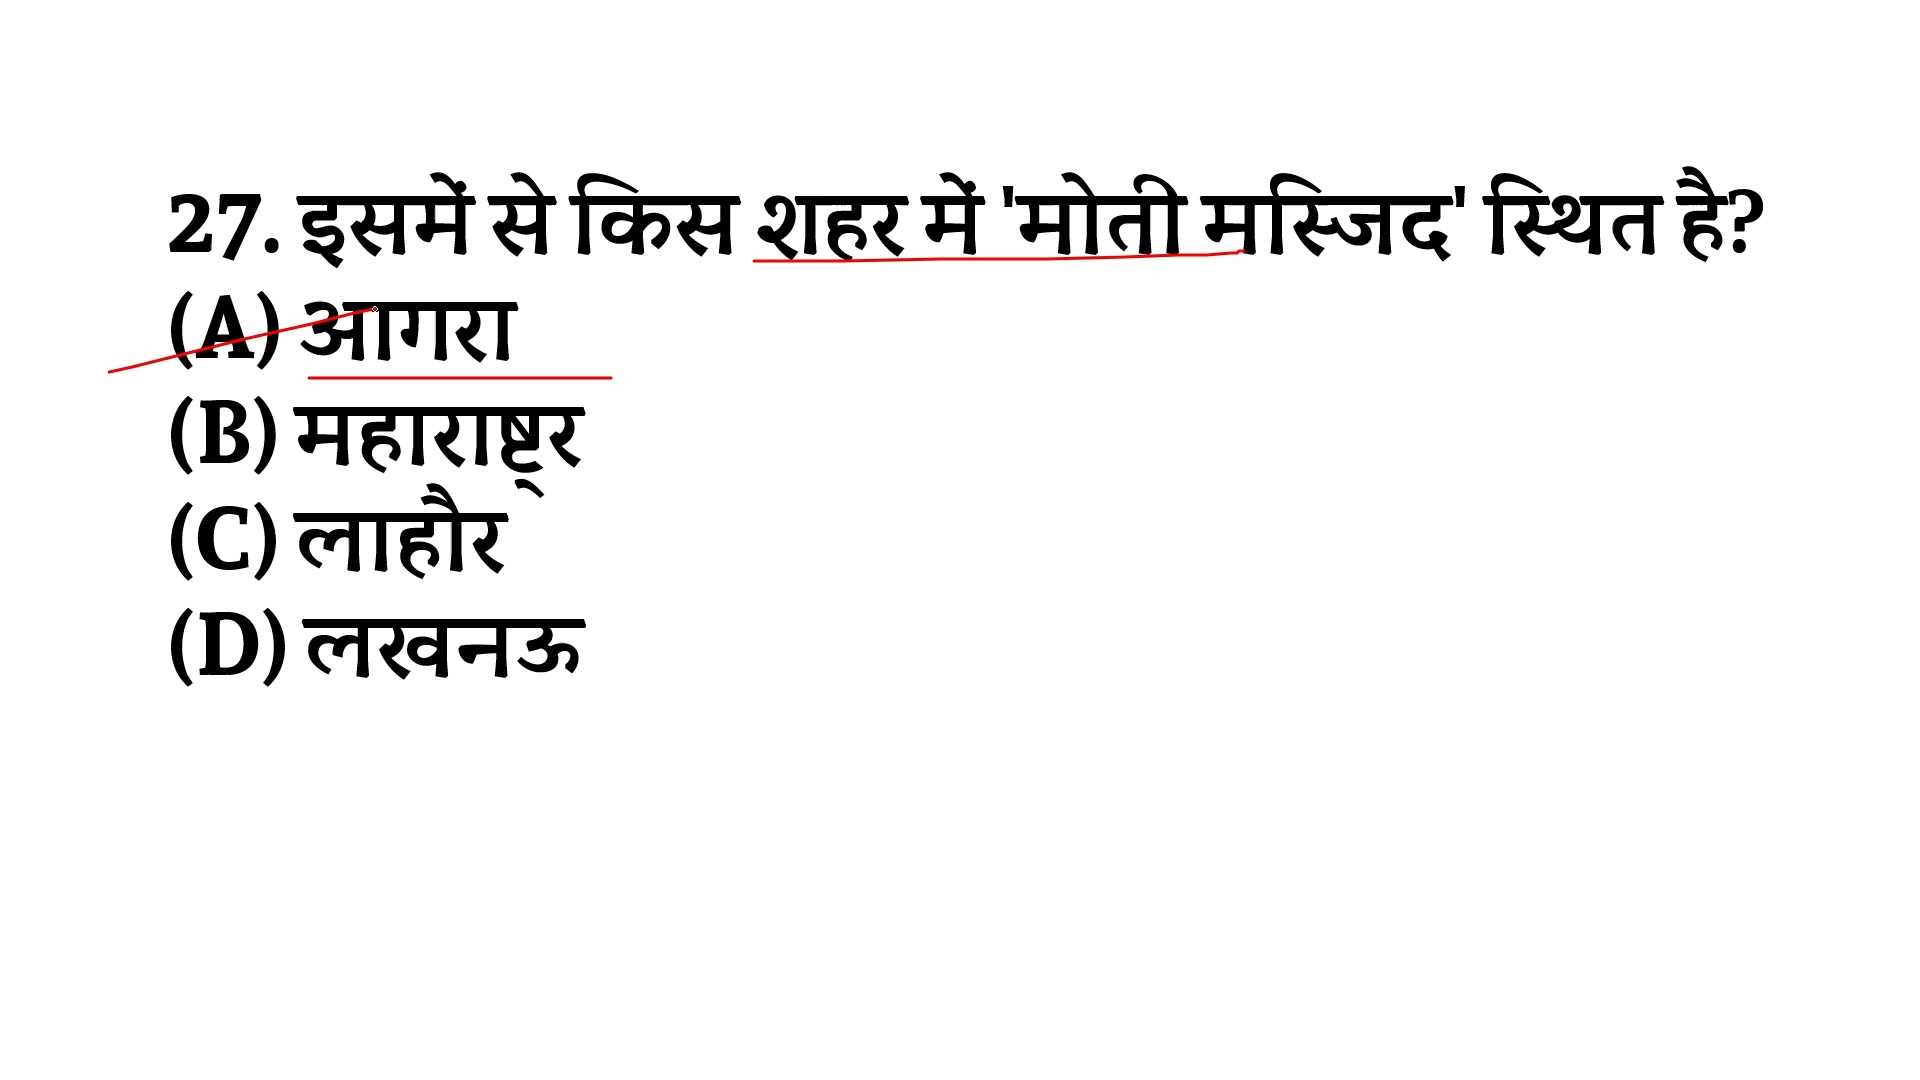 27. इसमें से किस शहर में 'मोती मस्जिद' स्थित है?
(A) आगरा
(B) महाराष्ट्र
(C) लाहौर
(D) लखनऊ